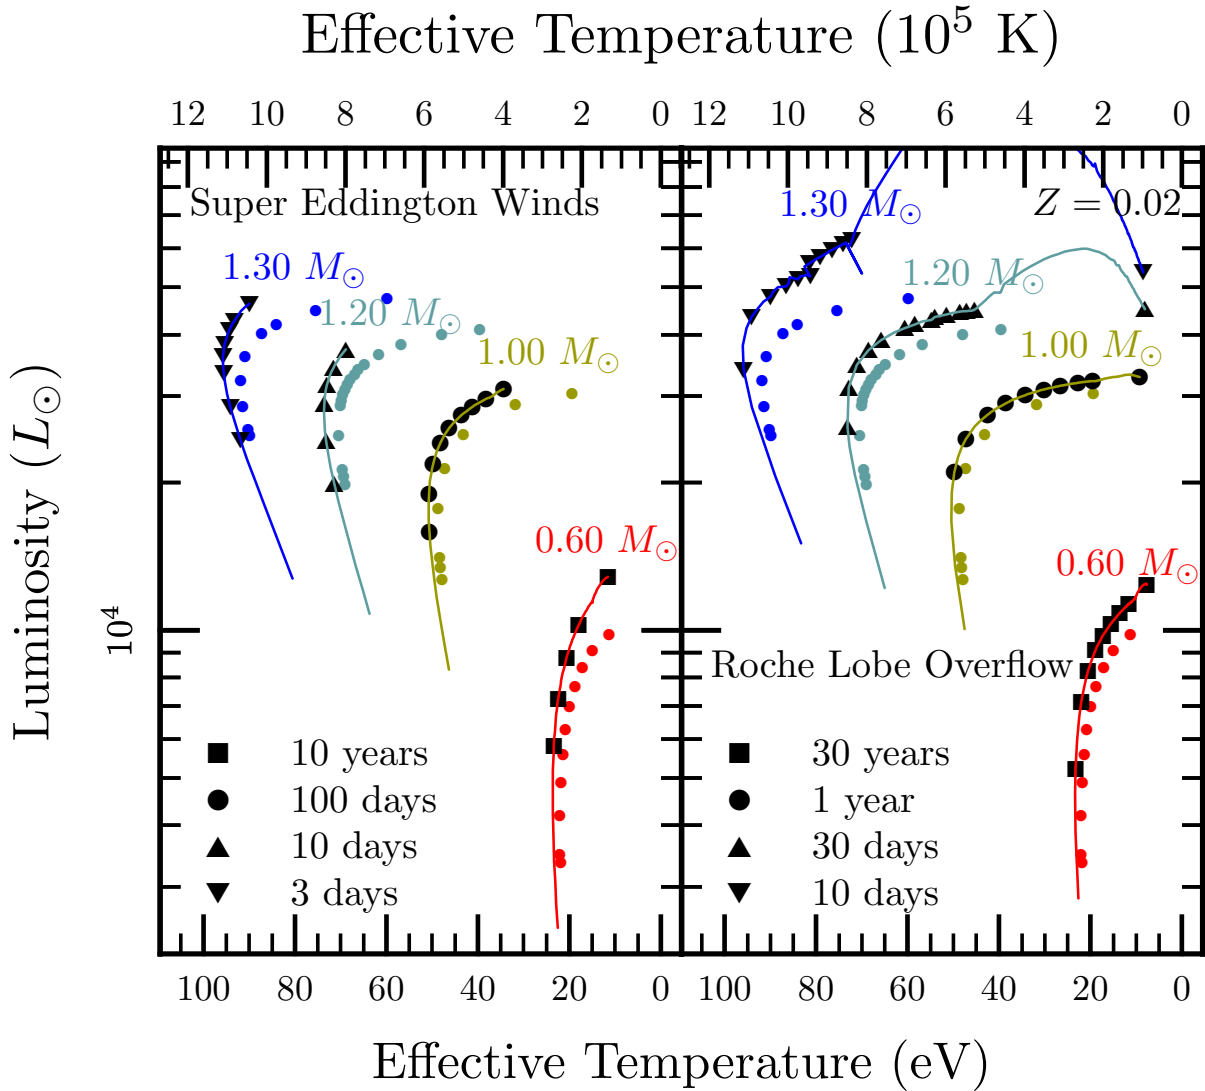 Effective Temperature (10⁵ K)
12 10 8 6 4 2 0 12 10 8 6 4 2 0
Super Eddington Winds
1.30 M⊙
Z = 0.02
1.30 M⊙
1.20 M⊙
1.20 M⊙
1.00 M⊙
1.00 M⊙
0.60 M⊙
0.60 M⊙
Luminosity (L⊙)
10⁴
Roche Lobe Overflow
10 years
100 days
10 days
3 days
30 years
1 year
30 days
10 days
100 80 60 40 20 0 100 80 60 40 20 0
Effective Temperature (eV)